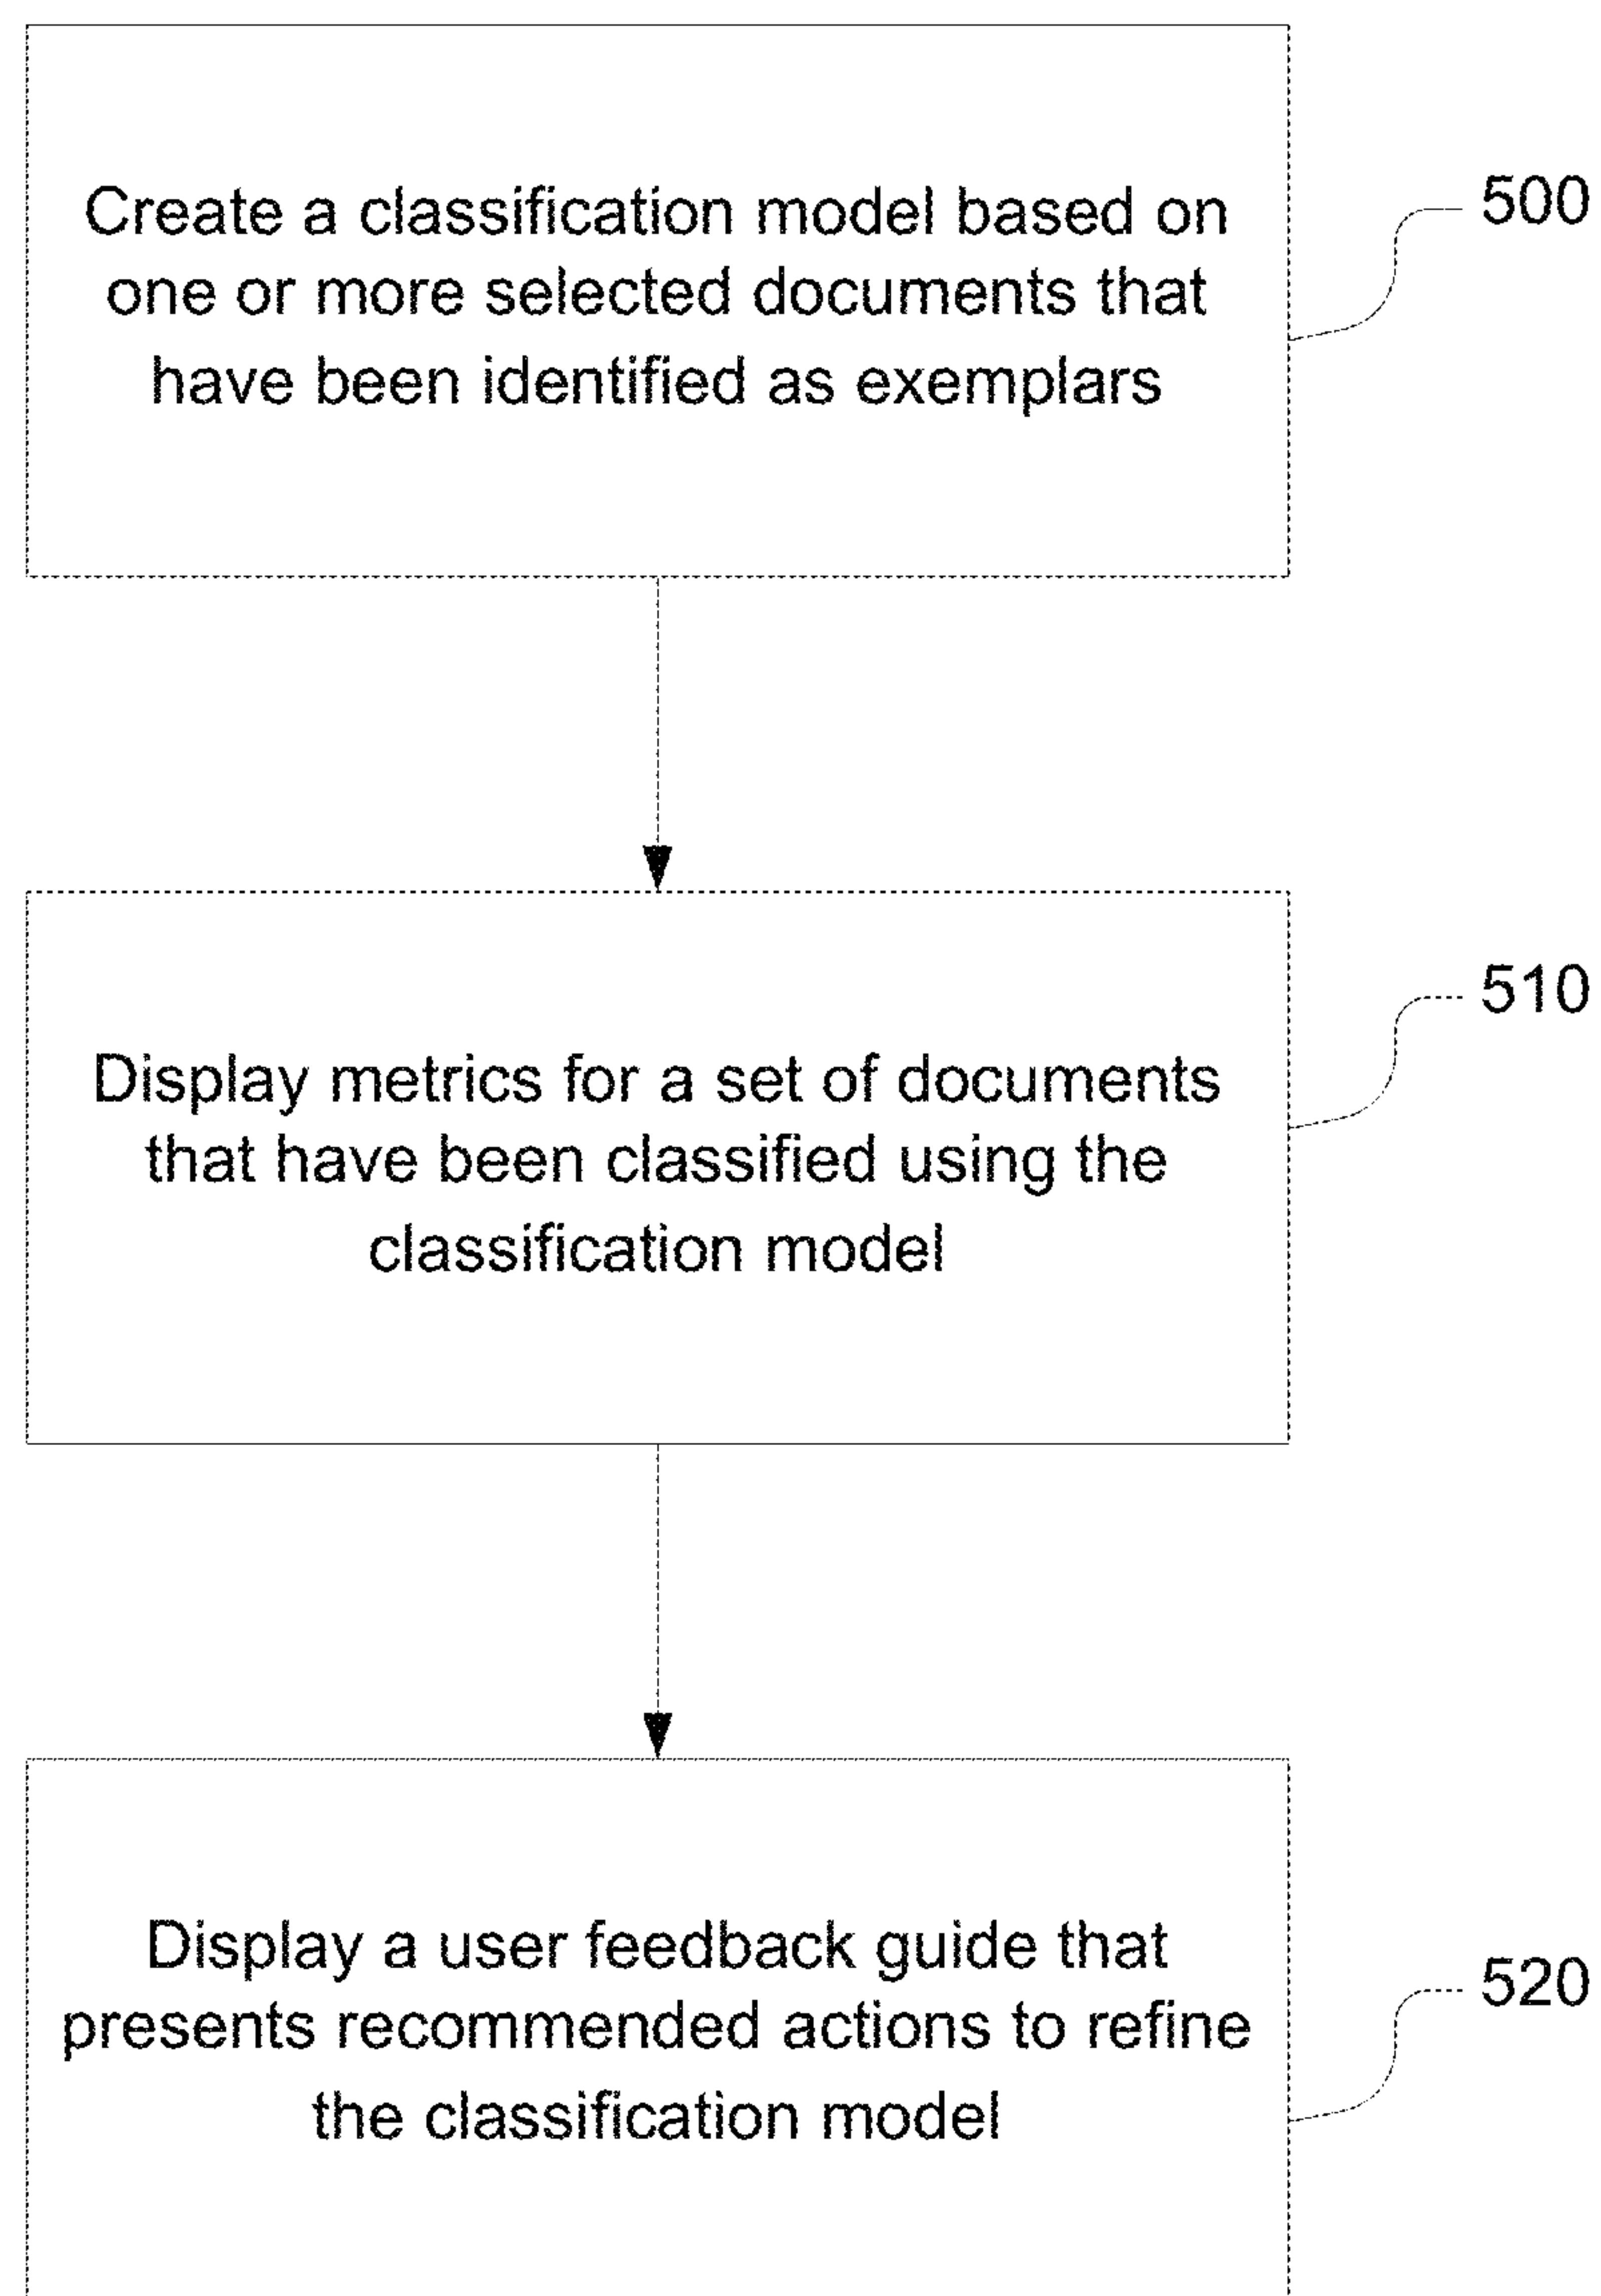 Create a classification model based on
one or more selected documents that
have been identified as exemplars
500
Display metrics for a set of documents
that have been classified using the
classification model
510
Display a user feedback guide that
presents recommended actions to refine
the classification model
520